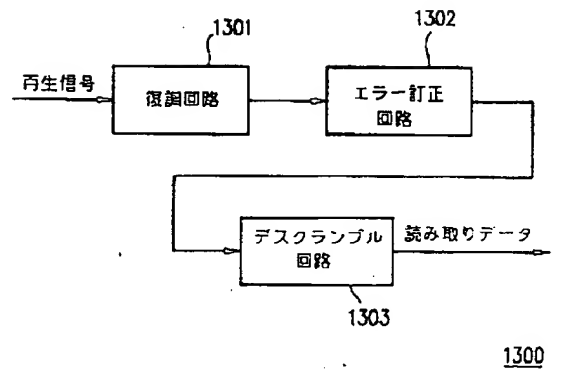 1301
1302
再生信号
復調回路
エラー訂正
回路
デスクランブル
回路
読み取りデータ
1303
1300